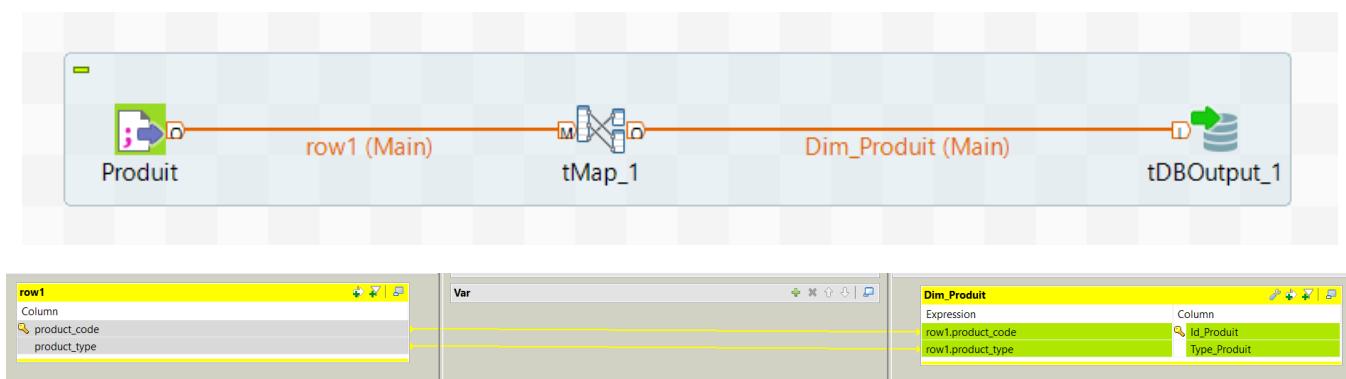 row1 (Main)
Dim_Produit (Main)
Produit
tMap_1
tDBOutput_1
row1
Column
product_code
product_type
Var
Dim_Produit
Expression Column
row1.product_code Id_Produit
row1.product_type Type_Produit